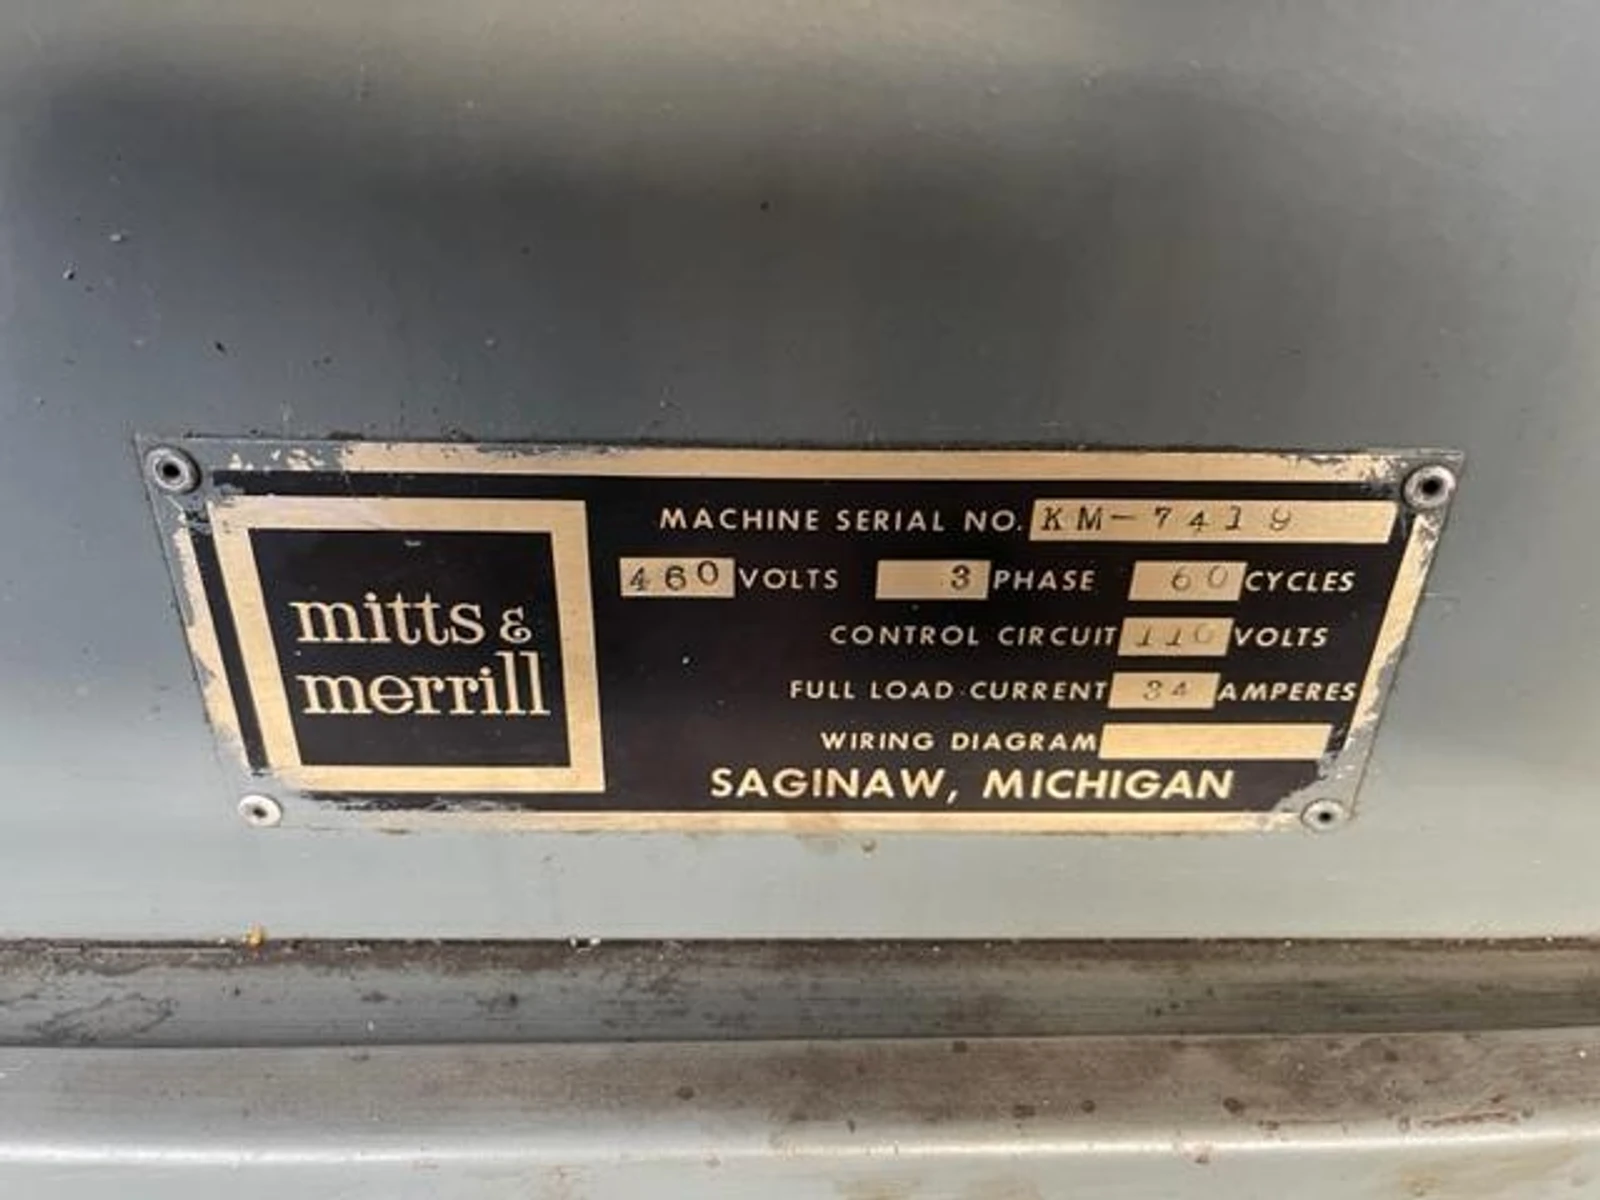 mitts &
merrill
MACHINE SERIAL NO. KM-7419
460 VOLTS 3 PHASE 60 CYCLES
CONTROL CIRCUIT 110 VOLTS
FULL LOAD CURRENT 34 AMPERES
WIRING DIAGRAM
SAGINAW, MICHIGAN